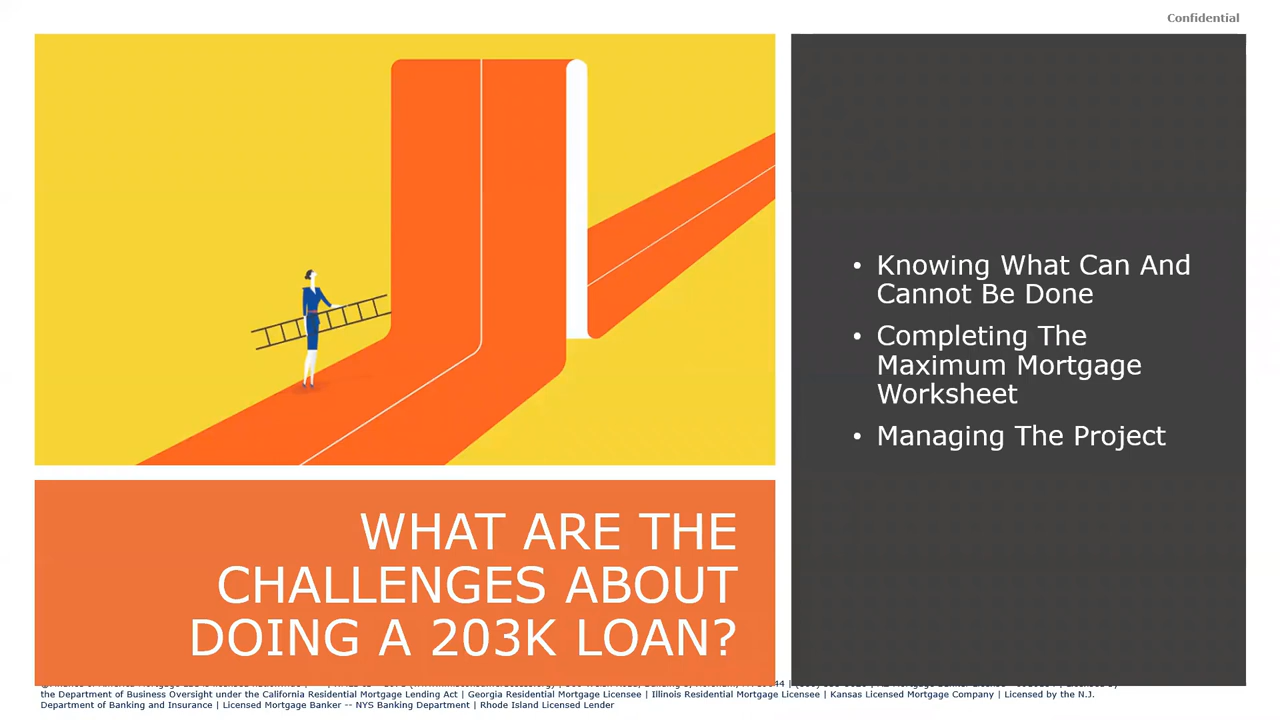 Confidential
WHAT ARE THE
CHALLENGES ABOUT
DOING A 203K LOAN?
• Knowing What Can And
Cannot Be Done
• Completing The
Maximum Mortgage
Worksheet
• Managing The Project
the Department of Business Oversight under the California Residential Mortgage Lending Act | Georgia Residential Mortgage Licensee | Illinois Residential Mortgage Licensee | Kansas Licensed Mortgage Company | Licensed by the N.J.
Department of Banking and Insurance | Licensed Mortgage Banker -- NYS Banking Department | Rhode Island Licensed Lender